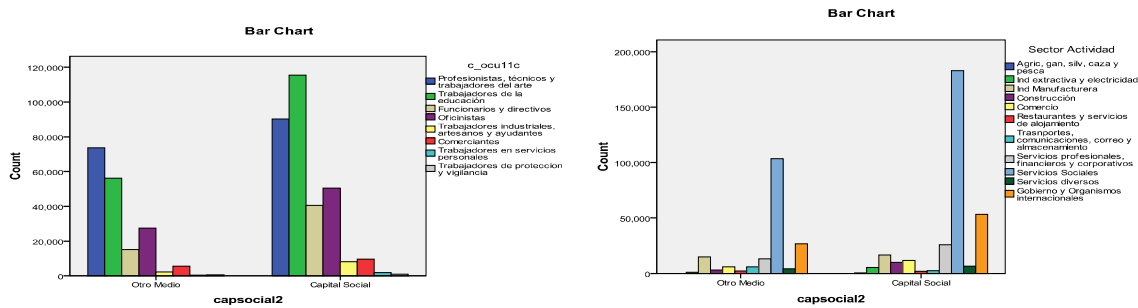 Bar Chart
120,000
100,000
80,000
60,000
40,000
20,000
0
Count
Otro Medio
Capital Social
capsocial2
c_ocu11c
Profesionistas, técnicos y
trabajadores del arte
Trabajadores de la
educación
Funcionarios y directivos
Oficinistas
Trabajadores industriales,
artesanos y ayudantes
Comerciantes
Trabajadores en servicios
personales
Trabajadores de proteccion
y vigilancia
Bar Chart
200,000
150,000
100,000
50,000
0
Count
Otro Medio
Capital Social
capsocial2
Sector Actividad
Agric, gan, silv, caza y
pesca
Ind extractiva y electricidad
Ind Manufacturera
Construcción
Comercio
Restaurantes y servicios
de alojamiento
Trasnportes,
comunicaciones, correo y
almacenamiento
Servicios profesionales,
financieros y corporativos
Servicios Sociales
Servicios diversos
Gobierno y Organismos
internacionales